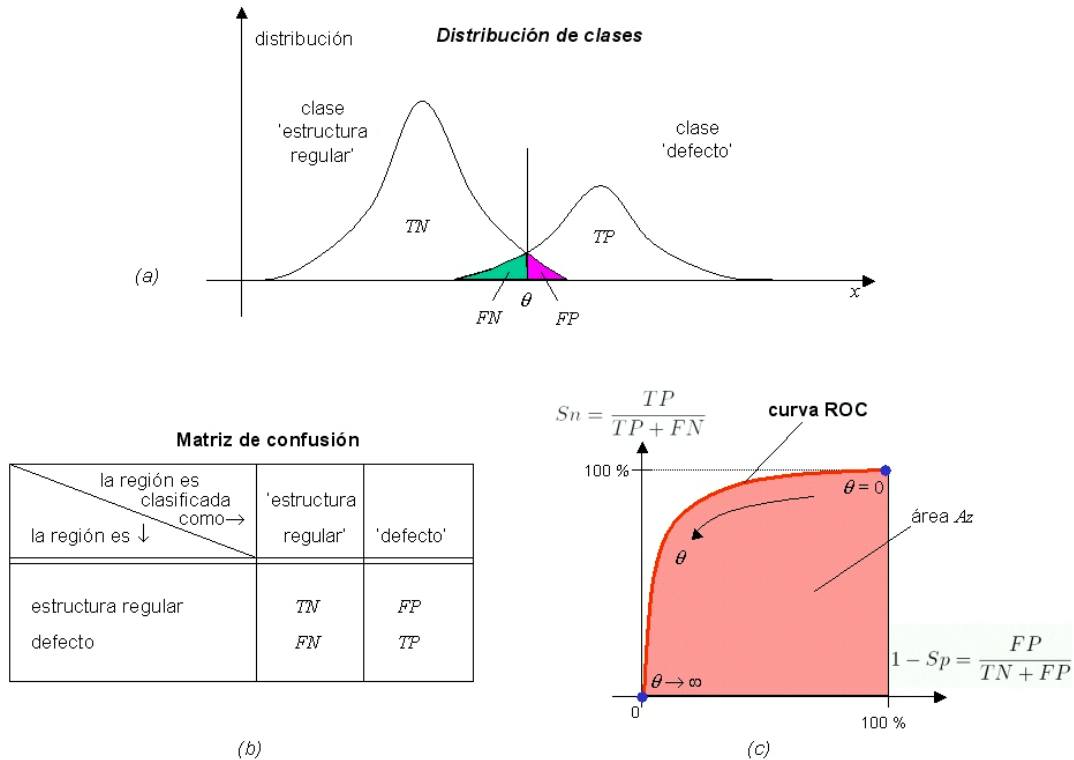 distribución
Distribución de clases
clase
'estructura
regular'
clase
'defecto'
TN
TP
(a)
x
θ
FN
FP
Matriz de confusión
la región es
clasificada
como→
la región es ↓
'estructura
regular'
'defecto'
estructura regular
TN
FP
defecto
FN
TP
(b)
Sn = TP / (TP + FN)
curva ROC
100 %
θ = 0
área Az
θ
1 − Sp = FP / (TN + FP)
θ → ∞
0
100 %
(c)